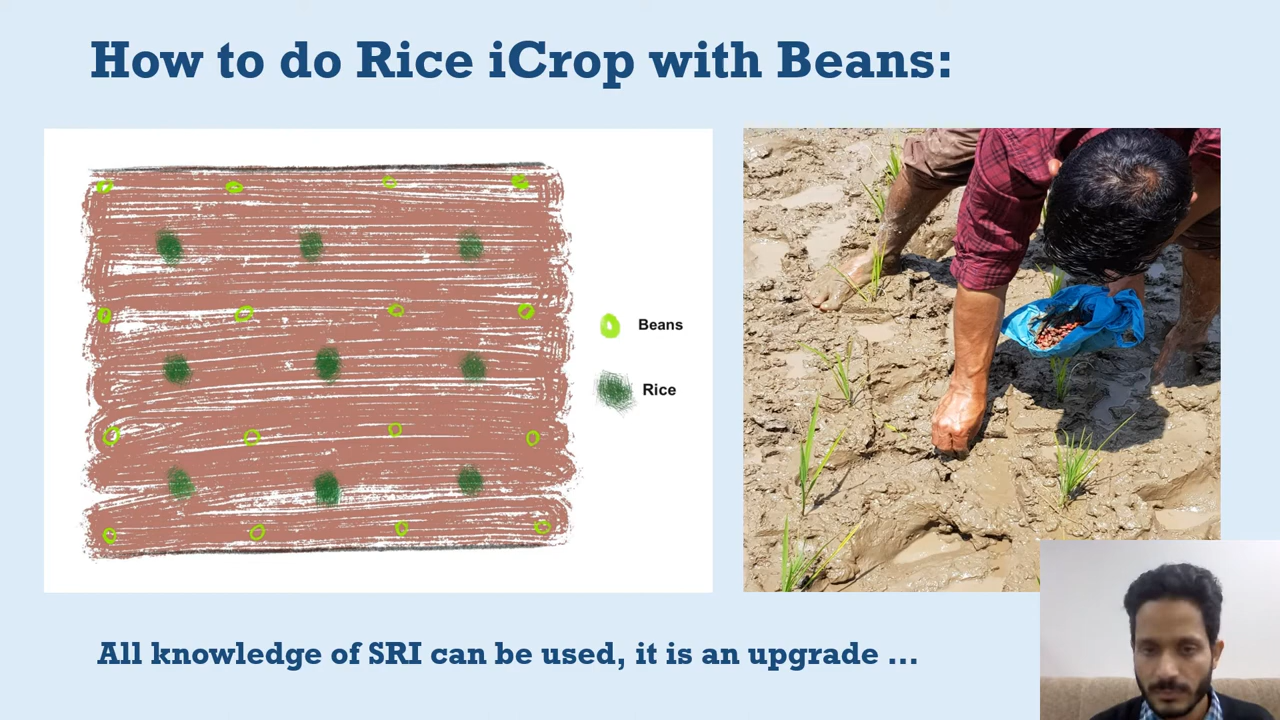 How to do Rice iCrop with Beans:
Beans
Rice
All knowledge of SRI can be used, it is an upgrade ...